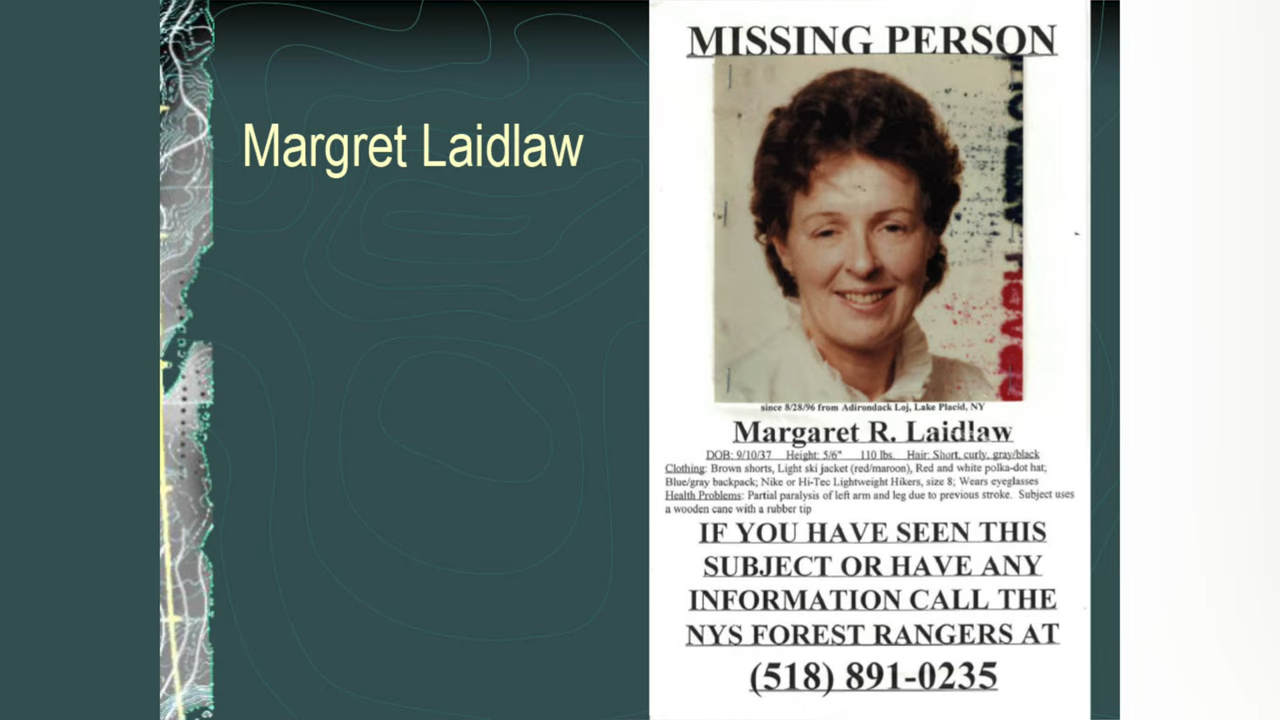 Margret Laidlaw
MISSING PERSON
since 8/28/96 from Adirondack Loj, Lake Placid, NY
Margaret R. Laidlaw
DOB: 9/10/37 Height: 5/6" 110 lbs. Hair: Short, curly, gray/black
Clothing: Brown shorts, Light ski jacket (red/maroon), Red and white polka-dot hat;
Blue/gray backpack; Nike or Hi-Tec Lightweight Hikers, size 8; Wears eyeglasses
Health Problems: Partial paralysis of left arm and leg due to previous stroke. Subject uses
a wooden cane with a rubber tip
IF YOU HAVE SEEN THIS
SUBJECT OR HAVE ANY
INFORMATION CALL THE
NYS FOREST RANGERS AT
(518) 891-0235